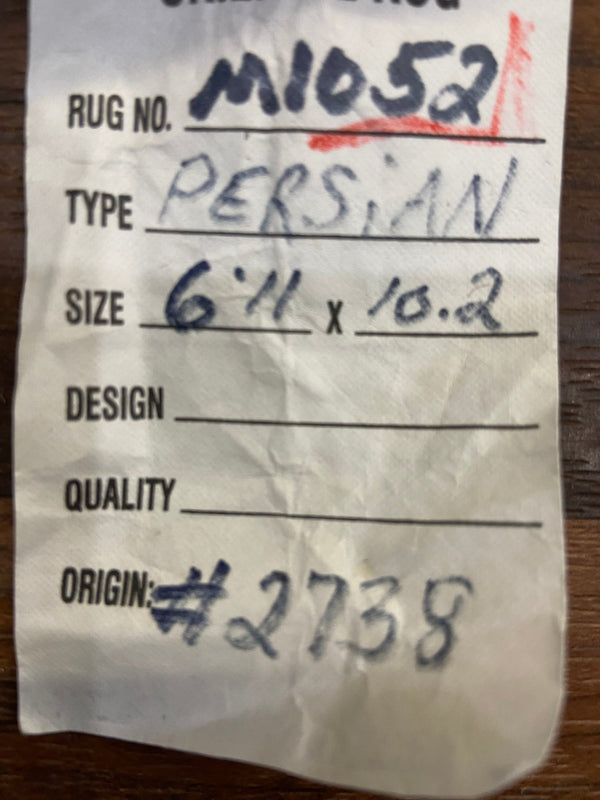 RUG NO. M1052
TYPE PERSiAN
SIZE 6'11 X 10.2
DESIGN
QUALITY
ORIGIN: #2738